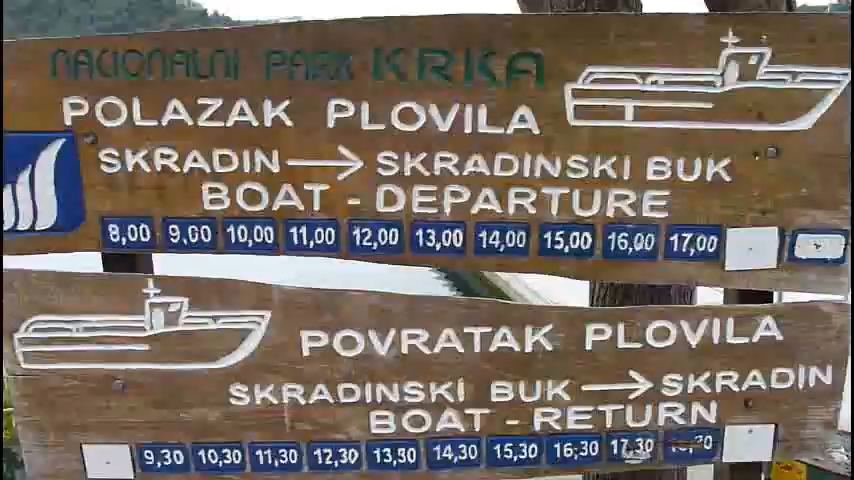 NACIONALNI PARK KRKA
POLAZAK PLOVILA
SKRADIN → SKRADINSKI BUK
BOAT - DEPARTURE
8,00 9,00 10,00 11,00 12,00 13,00 14,00 15,00 16,00 17,00
POVRATAK PLOVILA
SKRADINSKI BUK → SKRADIN
BOAT - RETURN
9,30 10,30 11,30 12,30 13,30 14,30 15,30 16,30 17,30